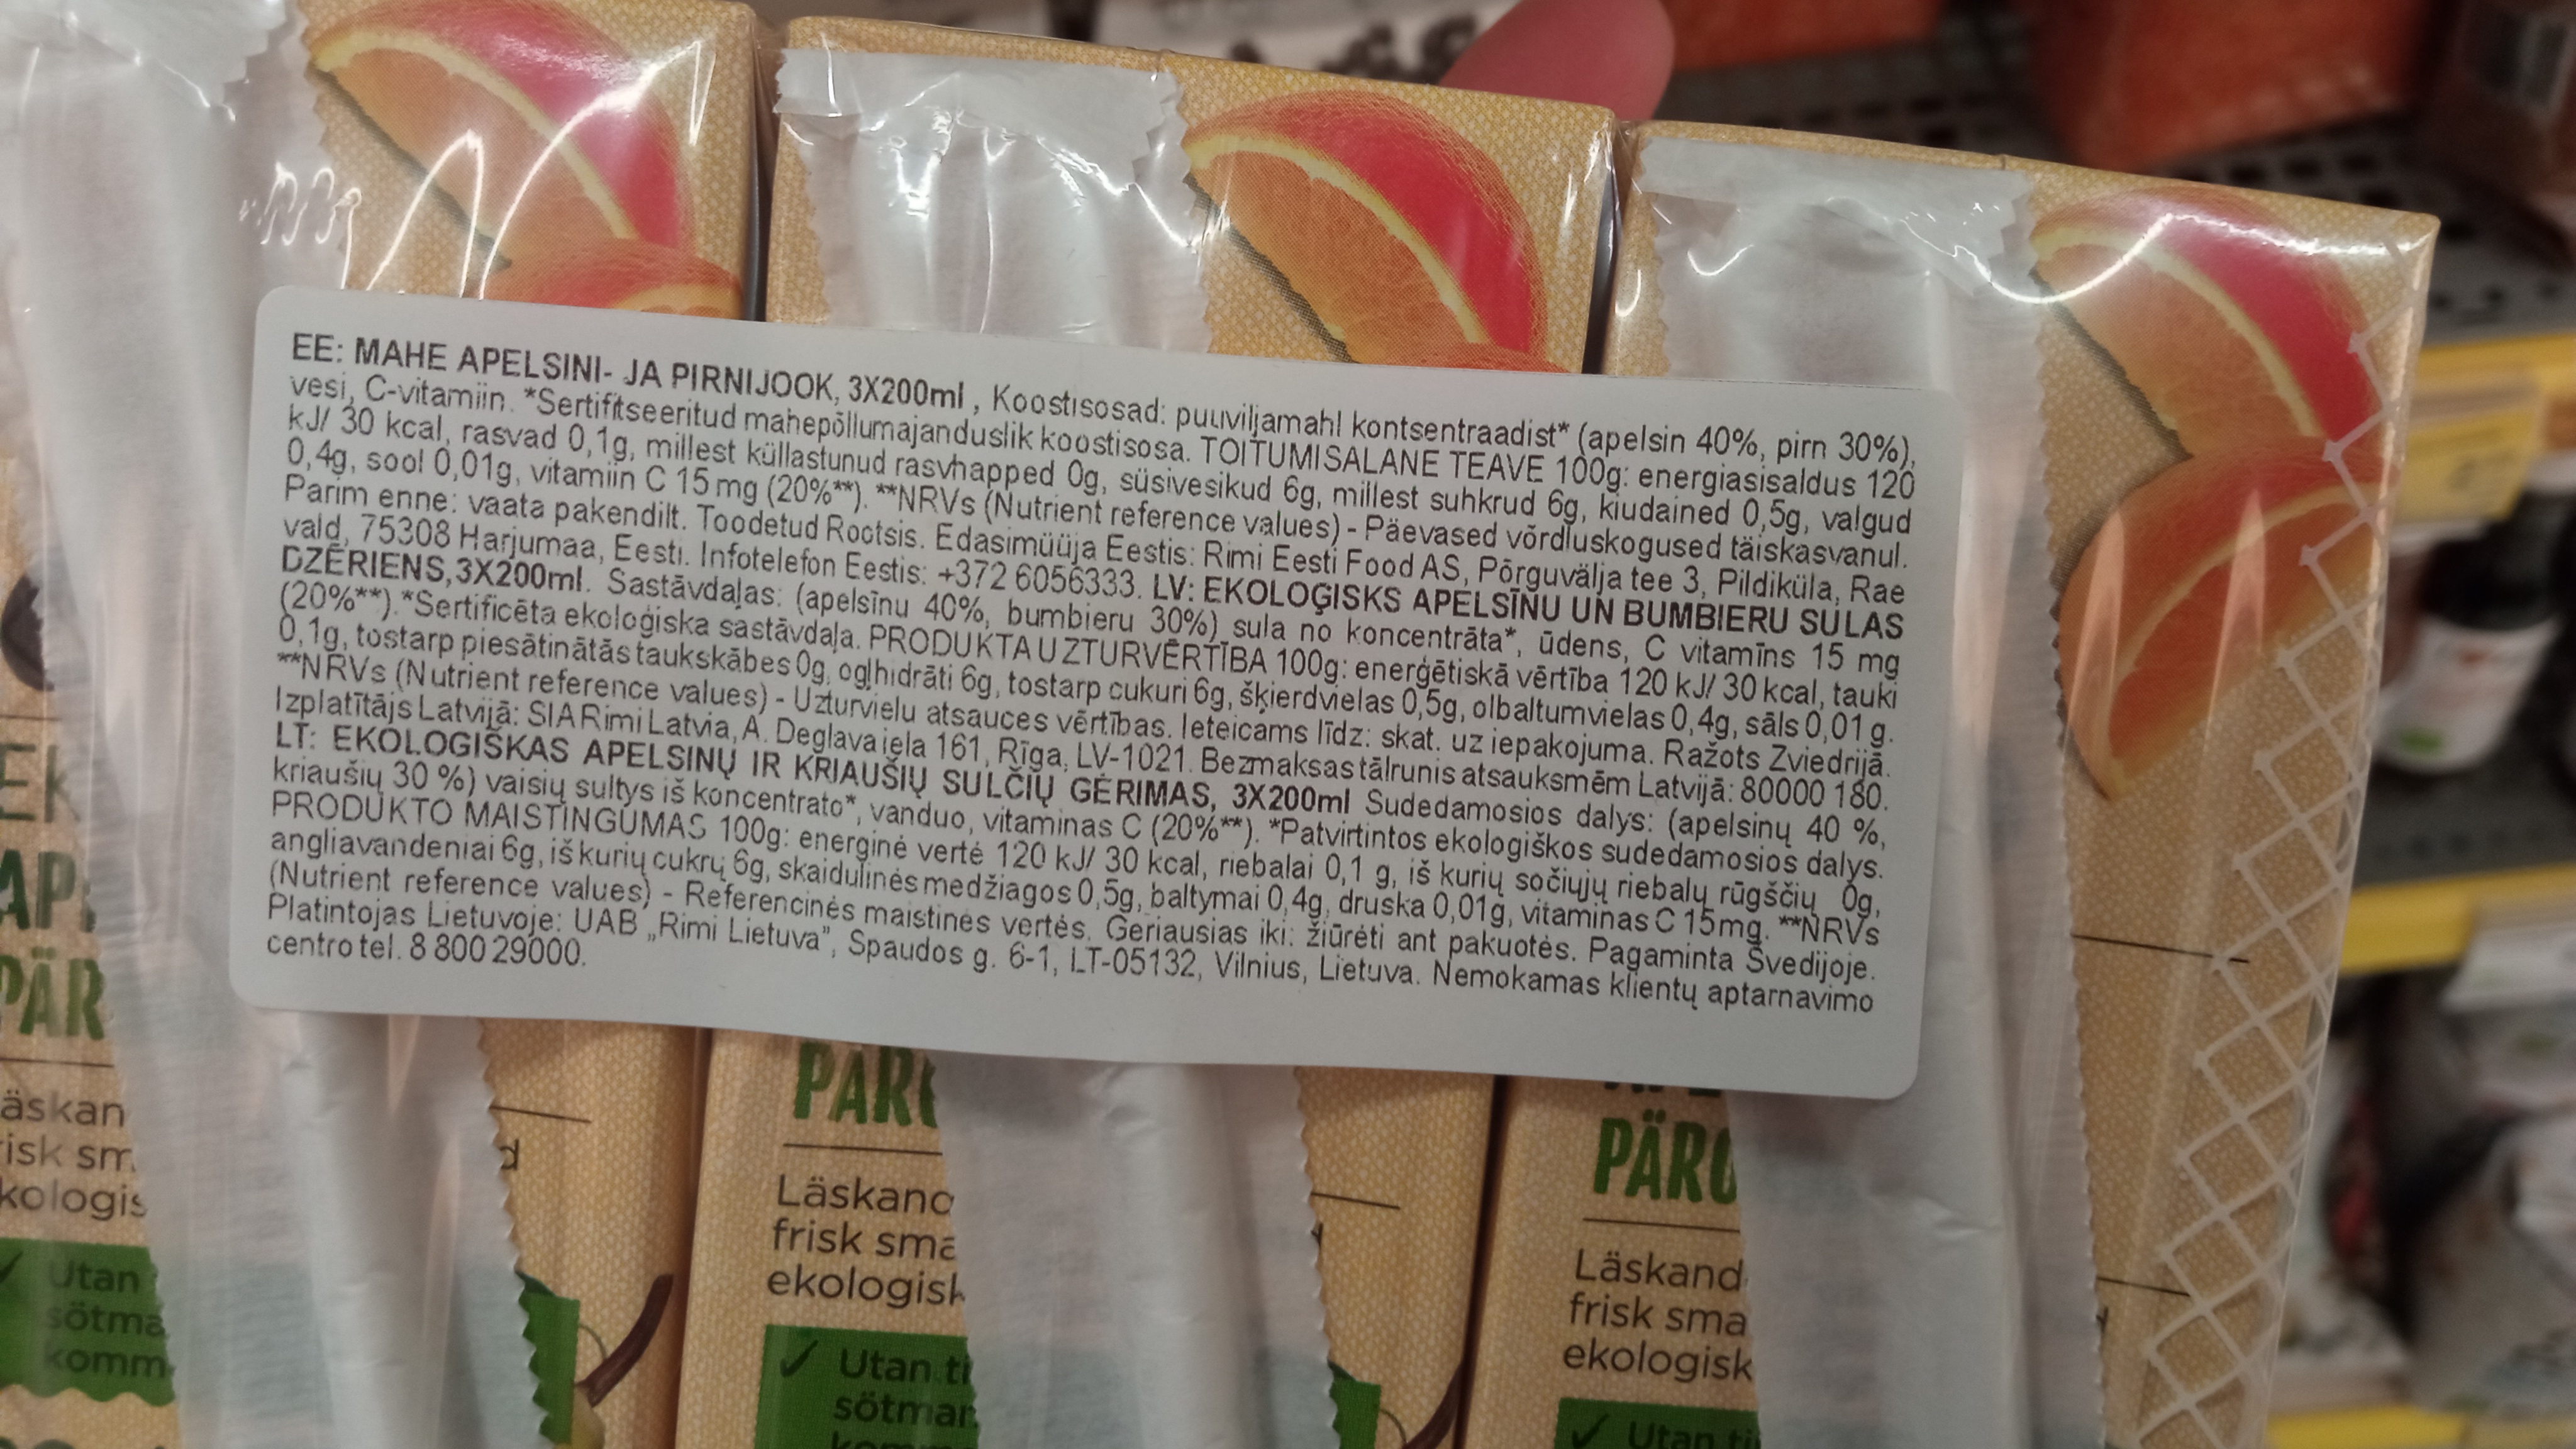 EE: MAHE APELSINI- JA PIRNIJOOK, 3X200ml , Koostisosad: puuviljamahl kontsentraadist* (apelsin 40%, pirn 30%),
vesi, C-vitamiin. *Sertifitseeritud mahepõllumajanduslik koostisosa. TOITUMISALANE TEAVE 100g: energiasisaldus 120
kJ/ 30 kcal, rasvad 0,1g, millest küllastunud rasvhapped 0g, süsivesikud 6g, millest suhkrud 6g, kiudained 0,5g, valgud
0,4g, sool 0,01g, vitamiin C 15 mg (20%**). **NRVs (Nutrient reference values) - Päevased võrdluskogused täiskasvanul.
Parim enne: vaata pakendilt. Toodetud Rootsis. Edasimüüja Eestis: Rimi Eesti Food AS, Põrguvälja tee 3, Pildiküla, Rae
vald, 75308 Harjumaa, Eesti. Infotelefon Eestis: +372 6056333. LV: EKOLOĢISKS APELSĪNU UN BUMBIERU SULAS
DZĒRIENS,3X200ml. Sastāvdaļas: (apelsīnu 40%, bumbieru 30%) sula no koncentrāta*, ūdens, C vitamīns 15 mg
(20%**).*Sertificēta ekoloģiska sastāvdaļa. PRODUKTA UZTURVĒRTĪBA 100g: enerģētiskā vērtība 120 kJ/ 30 kcal, tauki
0,1g, tostarp piesātinātās taukskābes 0g, ogļhidrāti 6g, tostarp cukuri 6g, šķierdvielas 0,5g, olbaltumvielas 0,4g, sāls 0,01 g.
**NRVs (Nutrient reference values) - Uzturvielu atsauces vērtības. Ieteicams līdz: skat. uz iepakojuma. Ražots Zviedrijā.
Izplatītājs Latvijā: SIA Rimi Latvia, A. Deglava iela 161, Rīga, LV-1021. Bezmaksas tālrunis atsauksmēm Latvijā: 80000 180.
LT: EKOLOGIŠKAS APELSINŲ IR KRIAUŠIŲ SULČIŲ GĖRIMAS, 3X200ml Sudedamosios dalys: (apelsinų 40 %,
kriaušių 30 %) vaisių sultys iš koncentrato*, vanduo, vitaminas C (20%**). *Patvirtintos ekologiškos sudedamosios dalys.
PRODUKTO MAISTINGUMAS 100g: energinė vertė 120 kJ/ 30 kcal, riebalai 0,1 g, iš kurių sočiųjų riebalų rūgščių 0g,
angliavandeniai 6g, iš kurių cukrų 6g, skaidulinės medžiagos 0,5g, baltymai 0,4g, druska 0,01g, vitaminas C 15mg. **NRVs
(Nutrient reference values) - Referencinės maistinės vertės. Geriausias iki: žiūrėti ant pakuotės. Pagaminta Švedijoje.
Platintojas Lietuvoje: UAB „Rimi Lietuva”, Spaudos g. 6-1, LT-05132, Vilnius, Lietuva. Nemokamas klientų aptarnavimo
centro tel. 8 800 29000.
EK
AP
PÄR
äskan
risk sm
kologis
Utan
sötma
komm
PÄR
Läskand
frisk sma
ekologisk
Utan ti
sötmar
PÄRO
Läskand
frisk sma
ekologisk
Utan ti